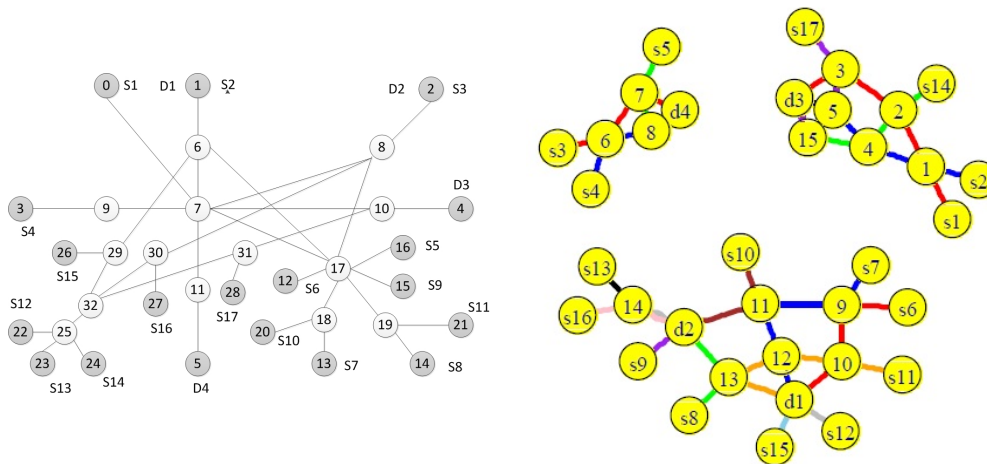 0 S1 D1 1 S2 D2 2 S3
6 8
D3
3 9 7 10 4
S4
26 29 30 31 17 16 S5
S15
12 S6 15 S9
11 28 27
S17
S16
32
S12 S11
22 25 20 18 19 21
S10
23 24 5 13 14
S13 S14 D4 S7 S8
s5
7 d4
6 8
s3
s4
s17
3
d3 5 2 s14
15 4
1 s2
s1
s13 s10 s7
s16 14 11 9 s6
d2
s9 12 10
13 s11
d1
s8
s15 s12